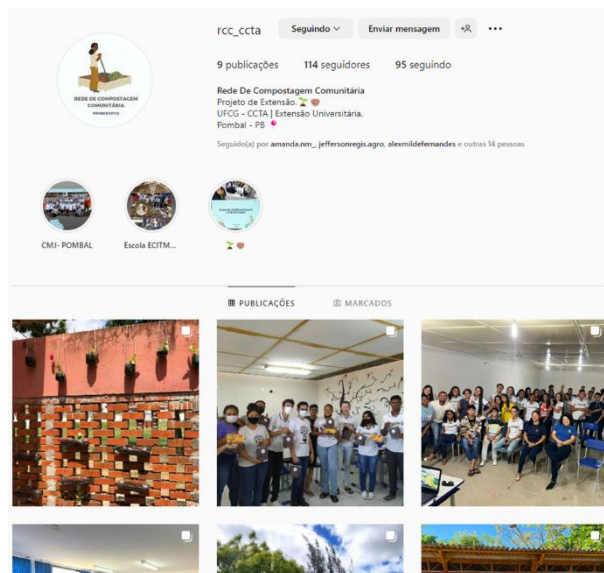 rcc_ccta Seguindo Enviar mensagem
9 publicações 114 seguidores 95 seguindo
Rede De Compostagem Comunitária
Projeto de Extensão.
UFCG - CCTA | Extensão Universitária.
Pombal - PB
Seguido(a) por amanda.nm_, jeffersonregis.agro, alexmildefernandes e outras 14 pessoas
REDE DE COMPOSTAGEM
COMUNITÁRIA
CMJ- POMBAL Escola ECITM...
PUBLICAÇÕES MARCADOS